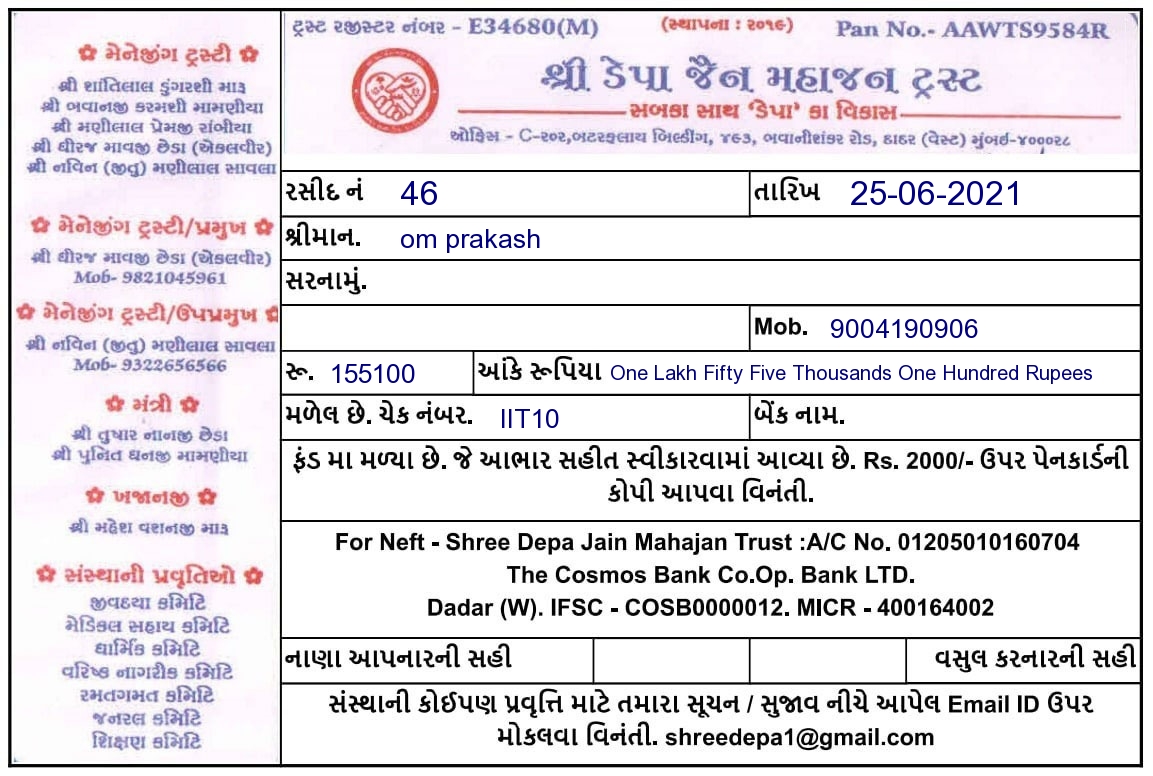 ✿ મેનેજીંગ ટ્રસ્ટી ✿
શ્રી શાંતિલાલ ડુંગરશી મારૂ
શ્રી બવાનજી કરમશી મામણીયા
શ્રી મણીલાલ પ્રેમજી રાંભીયા
શ્રી ધીરજ માવજી છેડા (એકલવીર)
શ્રી નવિન (જીતુ) મણીલાલ સાવલા
✿ મેનેજીંગ ટ્રસ્ટી/પ્રમુખ ✿
શ્રી ધીરજ માવજી છેડા (એકલવીર)
Mob- 9821045961
✿ મેનેજીંગ ટ્રસ્ટી/ઉપપ્રમુખ ✿
શ્રી નવિન (જીતુ) મણીલાલ સાવલા
Mob- 9322656566
✿ મંત્રી ✿
શ્રી તુષાર નાનજી છેડા
શ્રી પુનિત ધનજી મામણીયા
✿ ખજાનજી ✿
શ્રી મહેશ વશનજી મારૂ
✿ સંસ્થાની પ્રવૃતિઓ ✿
જીવદયા કમિટિ
મેડિકલ સહાય કમિટિ
ધાર્મિક કમિટિ
વરિષ્ઠ નાગરીક કમિટિ
રમતગમત કમિટિ
જનરલ કમિટિ
શિક્ષણ કમિટિ
ટ્રસ્ટ રજીસ્ટર નંબર - E34680(M) (સ્થાપના : ૨૦૧૯) Pan No.- AAWTS9584R
શ્રી ડેપા જૈન મહાજન ટ્રસ્ટ
સબકા સાથ 'ડેપા' કા વિકાસ
ઓફિસ - C-૨૦૨,બટરફલાય બિલ્ડીંગ, ૪૬૩, ભવાનીશંકર રોડ, દાદર (વેસ્ટ) મુંબઈ-૪૦૦૦૨૮
રસીદ નં 46 તારિખ 25-06-2021
શ્રીમાન. om prakash
સરનામું.
Mob. 9004190906
રૂ. 155100 આંકે રૂપિયા One Lakh Fifty Five Thousands One Hundred Rupees
મળેલ છે. ચેક નંબર. IIT10 બેંક નામ.
ફંડ મા મળ્યા છે. જે આભાર સહીત સ્વીકારવામાં આવ્યા છે. Rs. 2000/- ઉપર પેનકાર્ડની
કોપી આપવા વિનંતી.
For Neft - Shree Depa Jain Mahajan Trust :A/C No. 01205010160704
The Cosmos Bank Co.Op. Bank LTD.
Dadar (W). IFSC - COSB0000012. MICR - 400164002
નાણા આપનારની સહી વસુલ કરનારની સહી
સંસ્થાની કોઈપણ પ્રવૃત્તિ માટે તમારા સૂચન / સુજાવ નીચે આપેલ Email ID ઉપર
મોકલવા વિનંતી. shreedepa1@gmail.com